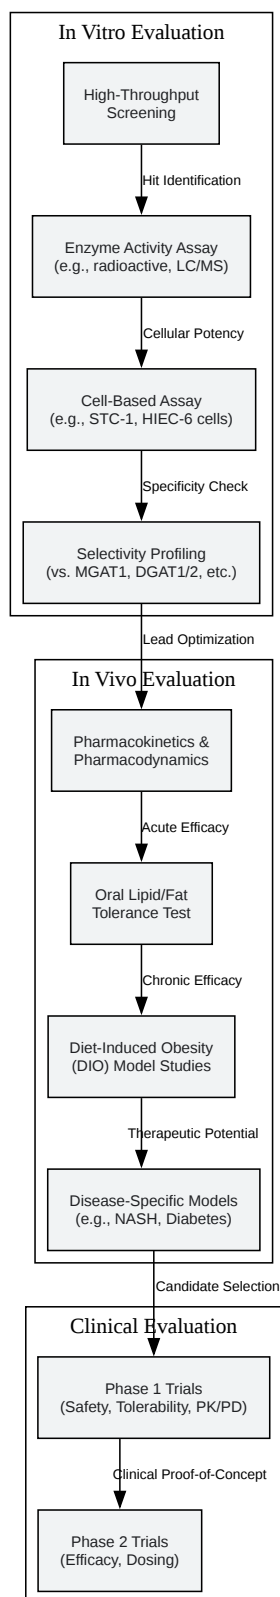 In Vitro Evaluation
High-Throughput
Screening
Hit Identification
Enzyme Activity Assay
(e.g., radioactive, LC/MS)
Cellular Potency
Cell-Based Assay
(e.g., STC-1, HIEC-6 cells)
Specificity Check
Selectivity Profiling
(vs. MGAT1, DGAT1/2, etc.)
Lead Optimization
In Vivo Evaluation
Pharmacokinetics &
Pharmacodynamics
Acute Efficacy
Oral Lipid/Fat
Tolerance Test
Chronic Efficacy
Diet-Induced Obesity
(DIO) Model Studies
Therapeutic Potential
Disease-Specific Models
(e.g., NASH, Diabetes)
Candidate Selection
Clinical Evaluation
Phase 1 Trials
(Safety, Tolerability, PK/PD)
Clinical Proof-of-Concept
Phase 2 Trials
(Efficacy, Dosing)